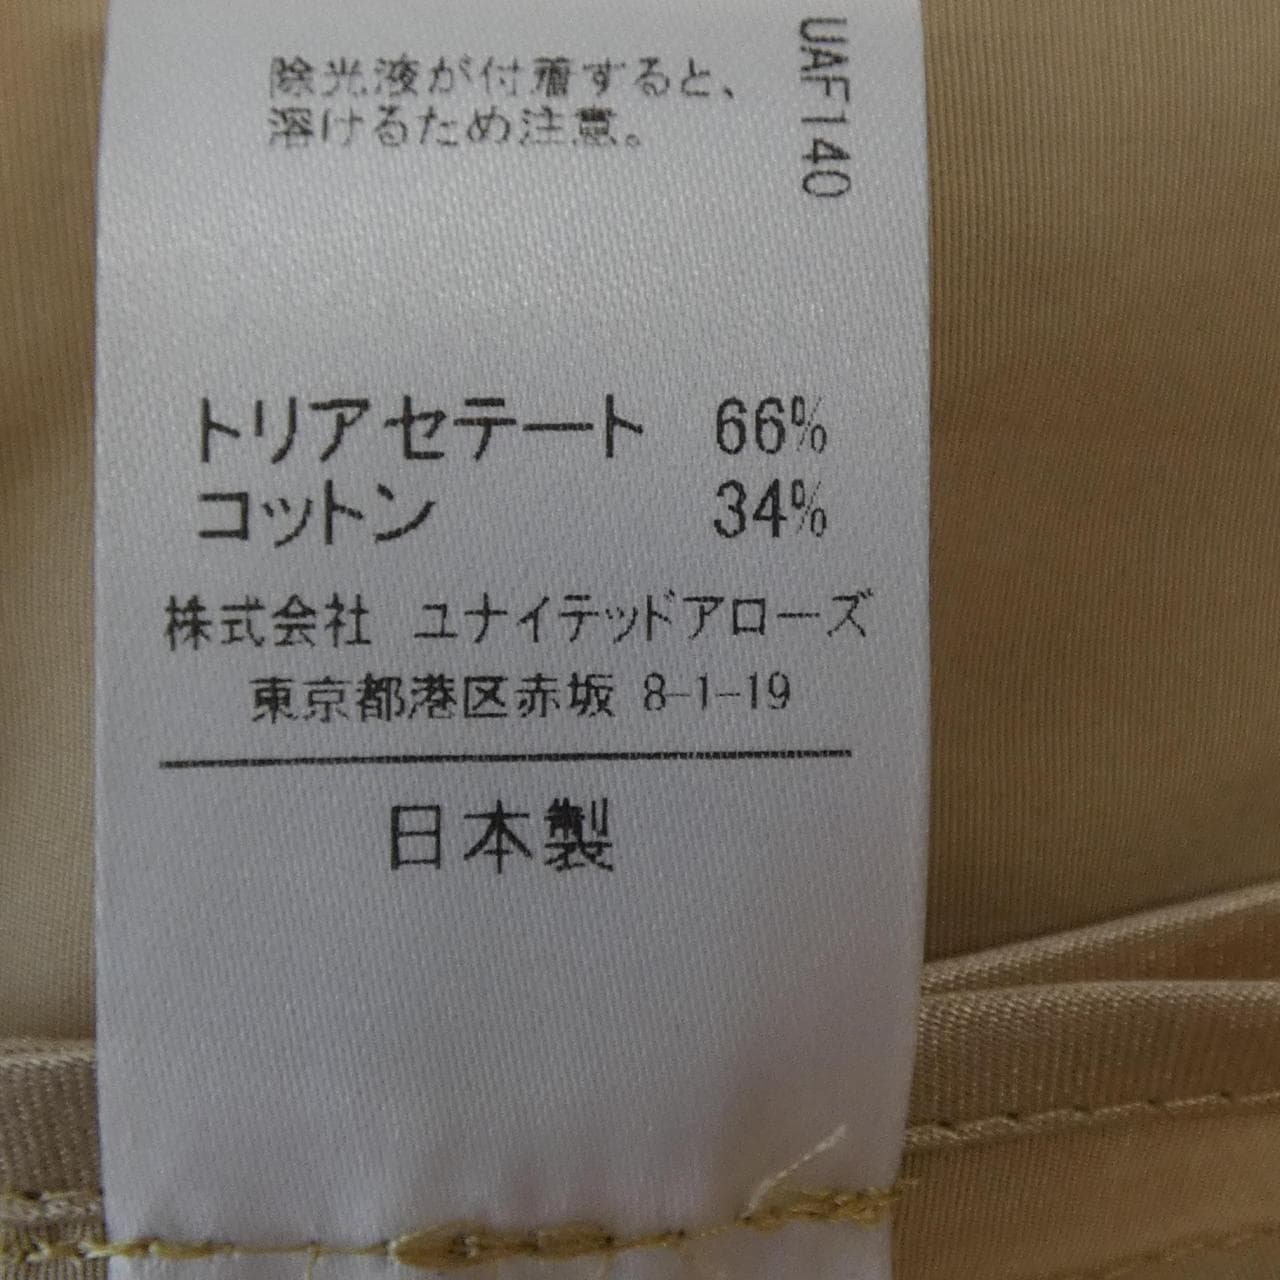 除光液が付着すると、
溶けるため注意。
UAF140
トリアセテート 66%
コットン 34%
株式会社 ユナイテッドアローズ
東京都港区赤坂 8-1-19
日本製